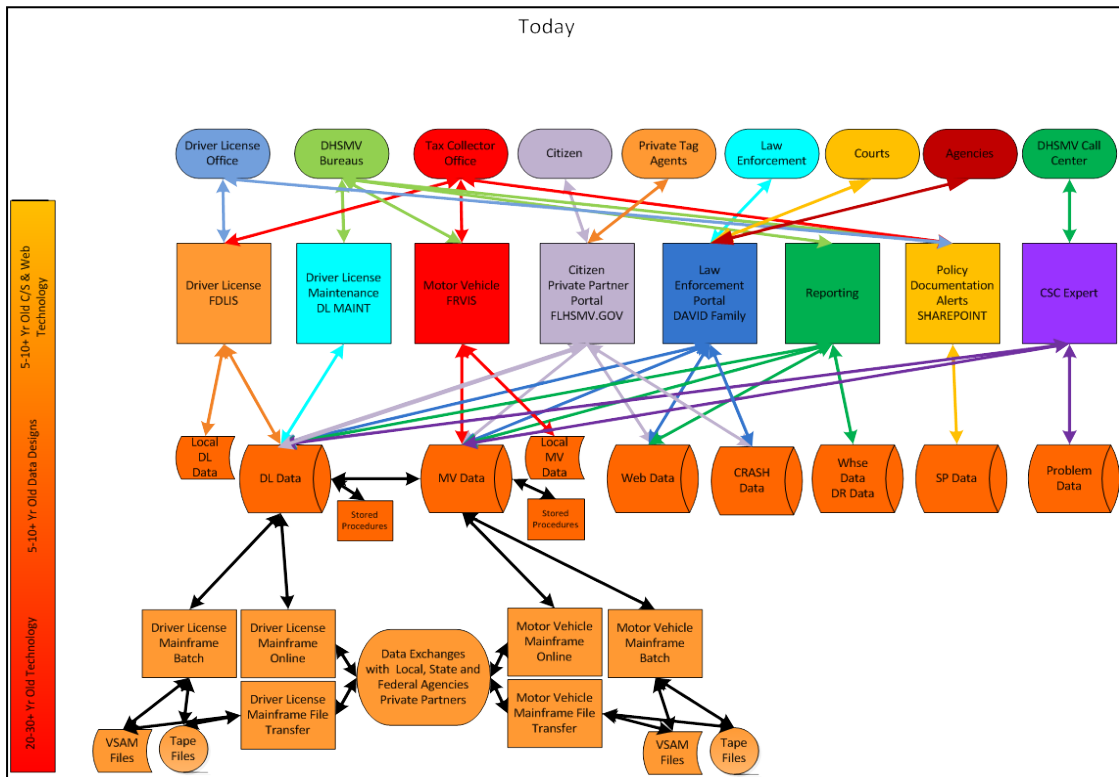 Today
Driver License
Office
DHSMV
Bureaus
Tax Collector
Office
Citizen
Private Tag
Agents
Law
Enforcement
Courts
Agencies
DHSMV Call
Center
5-10+ Yr Old C/S & Web
Technology
Driver License
FDLIS
Driver License
Maintenance
DL MAINT
Motor Vehicle
FRVIS
Citizen
Private Partner
Portal
FLHSMV.GOV
Law
Enforcement
Portal
DAVID Family
Reporting
Policy
Documentation
Alerts
SHAREPOINT
CSC Expert
5-10+ Yr Old Data Designs
Local
DL
Data
DL Data
Stored
Procedures
MV Data
Local
MV
Data
Stored
Procedures
Web Data
CRASH
Data
Whse
Data
DR Data
SP Data
Problem
Data
20-30+ Yr Old Technology
Driver License
Mainframe
Batch
Driver License
Mainframe
Online
Data Exchanges
with Local, State and
Federal Agencies
Private Partners
Motor Vehicle
Mainframe
Online
Motor Vehicle
Mainframe
Batch
Driver License
Mainframe File
Transfer
Motor Vehicle
Mainframe File
Transfer
VSAM
Files
Tape
Files
VSAM
Files
Tape
Files